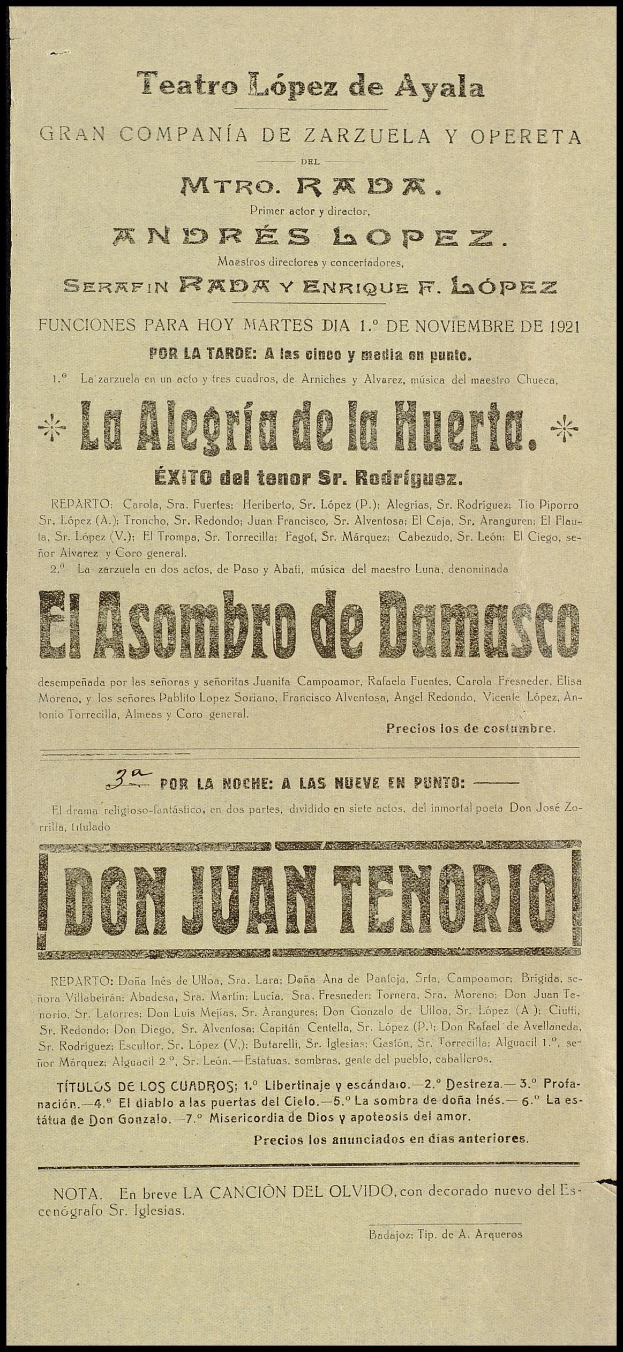 Teatro López de Ayala
GRAN COMPAÑÍA DE ZARZUELA Y OPERETA
DEL
MTRO. RADA.
Primer actor y director,
ANDRÉS LOPEZ.
Maestros directores y concertadores,
SERAFIN RADA Y ENRIQUE F. LÓPEZ
FUNCIONES PARA HOY MARTES DIA 1.º DE NOVIEMBRE DE 1921
POR LA TARDE: A las cinco y media en punto.
1.º La zarzuela en un acto y tres cuadros, de Arniches y Alvarez, música del maestro Chueca,
La Alegría de la Huerta.
ÉXITO del tenor Sr. Rodríguez.
REPARTO: Carola, Sra. Fuertes; Heriberto, Sr. López (P.); Alegrias, Sr. Rodriguez; Tío Piporro
Sr. López (A.); Troncho, Sr. Redondo; Juan Francisco, Sr. Alventosa; El Caja, Sr. Aranguren; El Flau-
ta, Sr. López (V.); El Trompa, Sr. Torrecilla; Fagot, Sr. Márquez; Cabezudo, Sr. León; El Ciego, se-
ñor Alvarez y Coro general.
2.º La zarzuela en dos actos, de Paso y Abati, música del maestro Luna, denominada
El Asombro de Damasco
desempeñada por las señoras y señoritas Juanita Campoamor, Rafaela Fuentes, Carola Fresneder, Elisa
Moreno, y los señores Pablito Lopez Soriano, Francisco Alventosa, Angel Redondo, Vicente López, An-
tonio Torrecilla, Almeas y Coro general.
Precios los de costumbre.
3ª POR LA NOCHE: A LAS NUEVE EN PUNTO:
El drama religioso-fantástico, en dos partes, dividido en siete actos, del inmortal poeta Don José Zo-
rrilla, titulado
DON JUAN TENORIO
REPARTO: Doña Inés de Ulloa, Sra. Lara; Doña Ana de Pantoja, Srta. Campoamor; Brígida, se-
ñora Villabeirán; Abadesa, Sra. Martín; Lucia, Sra. Fresneder; Tornera, Sra. Moreno; Don Juan Te-
norio, Sr. Latorres; Don Luis Mejías, Sr. Arangures; Don Gonzalo de Ulloa, Sr. López (A ); Ciutti,
Sr. Redondo; Don Diego, Sr. Alventosa; Capitán Centella, Sr. López (P.); Don Rafael de Avellaneda,
Sr. Rodriguez; Escultor, Sr. López (V.); Butarelli, Sr. Iglesias; Gastón, Sr. Torrecilla; Alguacil 1.º, se-
ñor Márquez; Alguacil 2 º, Sr. León.—Estatuas, sombras, gente del pueblo, caballeros.
TÍTULOS DE LOS CUADROS; 1.º Libertinaje y escándalo.—2.º Destreza.— 3.º Profa-
nación.—4.º El diablo a las puertas del Cielo.—5.º La sombra de doña Inés.— 6.º La es-
tátua de Don Gonzalo. —7.º Misericordia de Dios y apoteosis del amor.
Precios los anunciados en días anteriores.
NOTA. En breve LA CANCIÓN DEL OLVIDO, con decorado nuevo del Es-
cenógrafo Sr. Iglesias.
Badajoz: Tip. de A. Arqueros